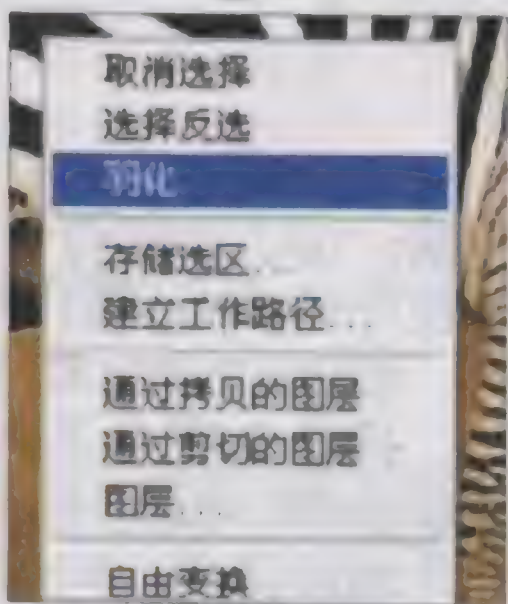 取消选择
选择反选
羽化...
存储选区...
建立工作路径...
通过拷贝的图层
通过剪切的图层
图层...
自由变换